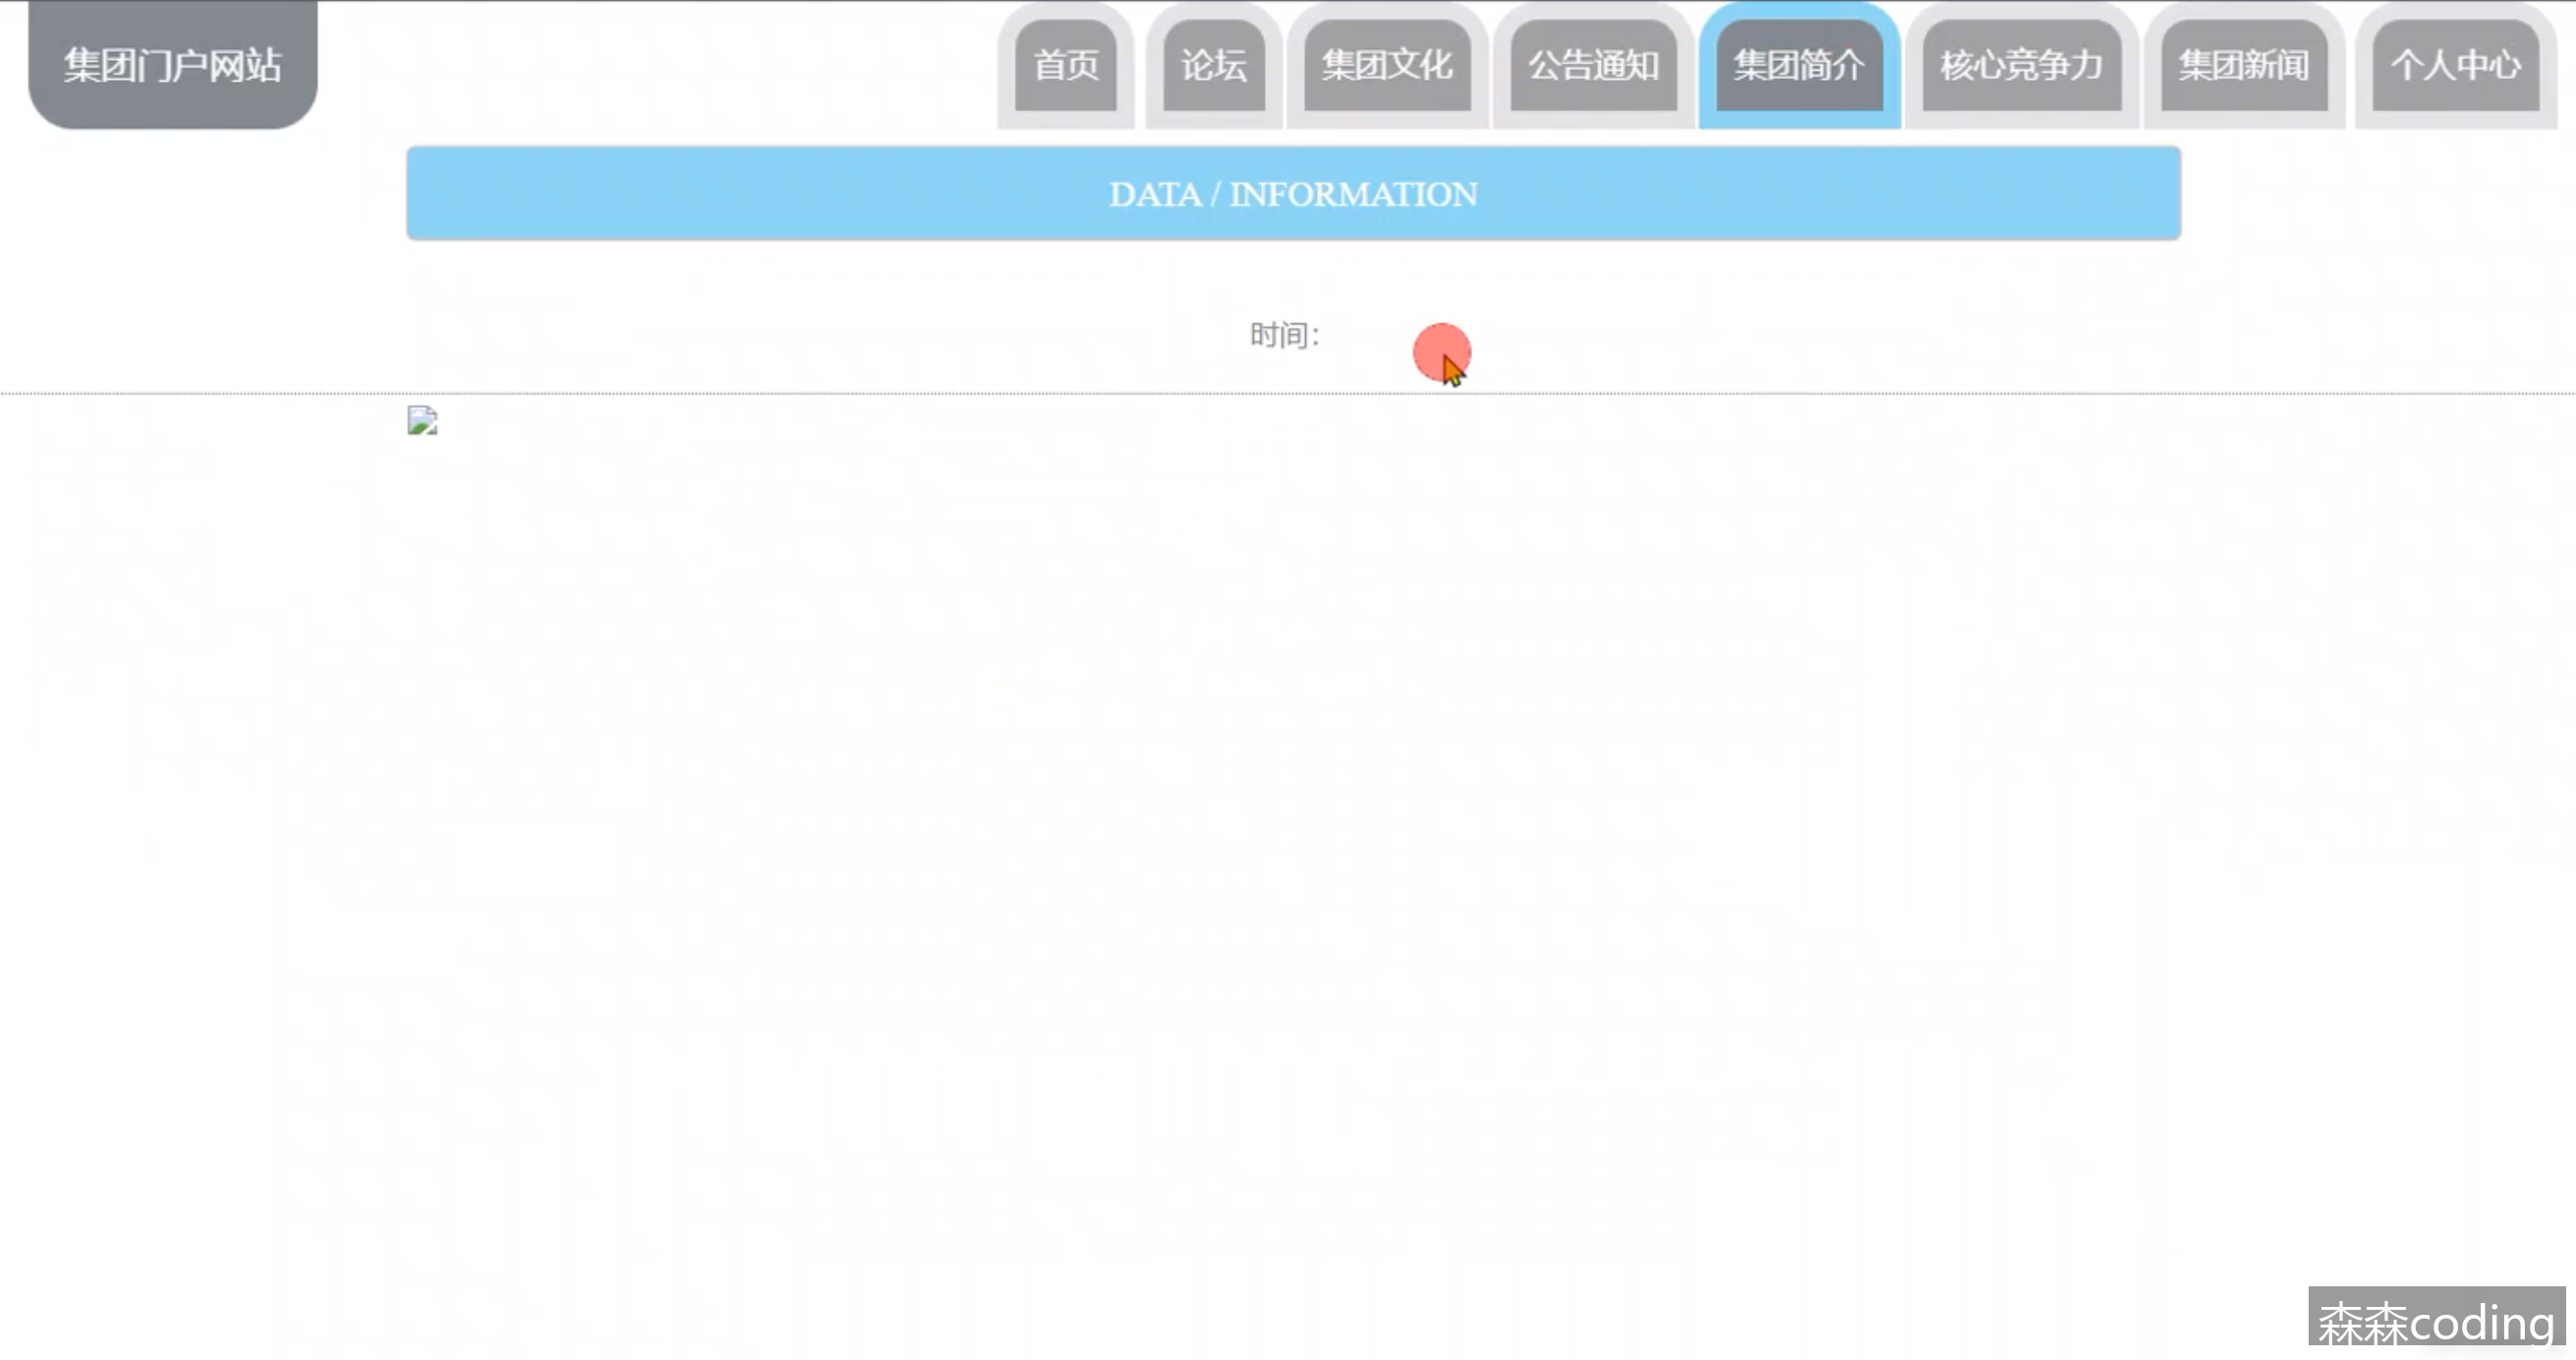 集团门户网站
首页
论坛
集团文化
公告通知
集团简介
核心竞争力
集团新闻
个人中心
DATA / INFORMATION
时间：
森森coding